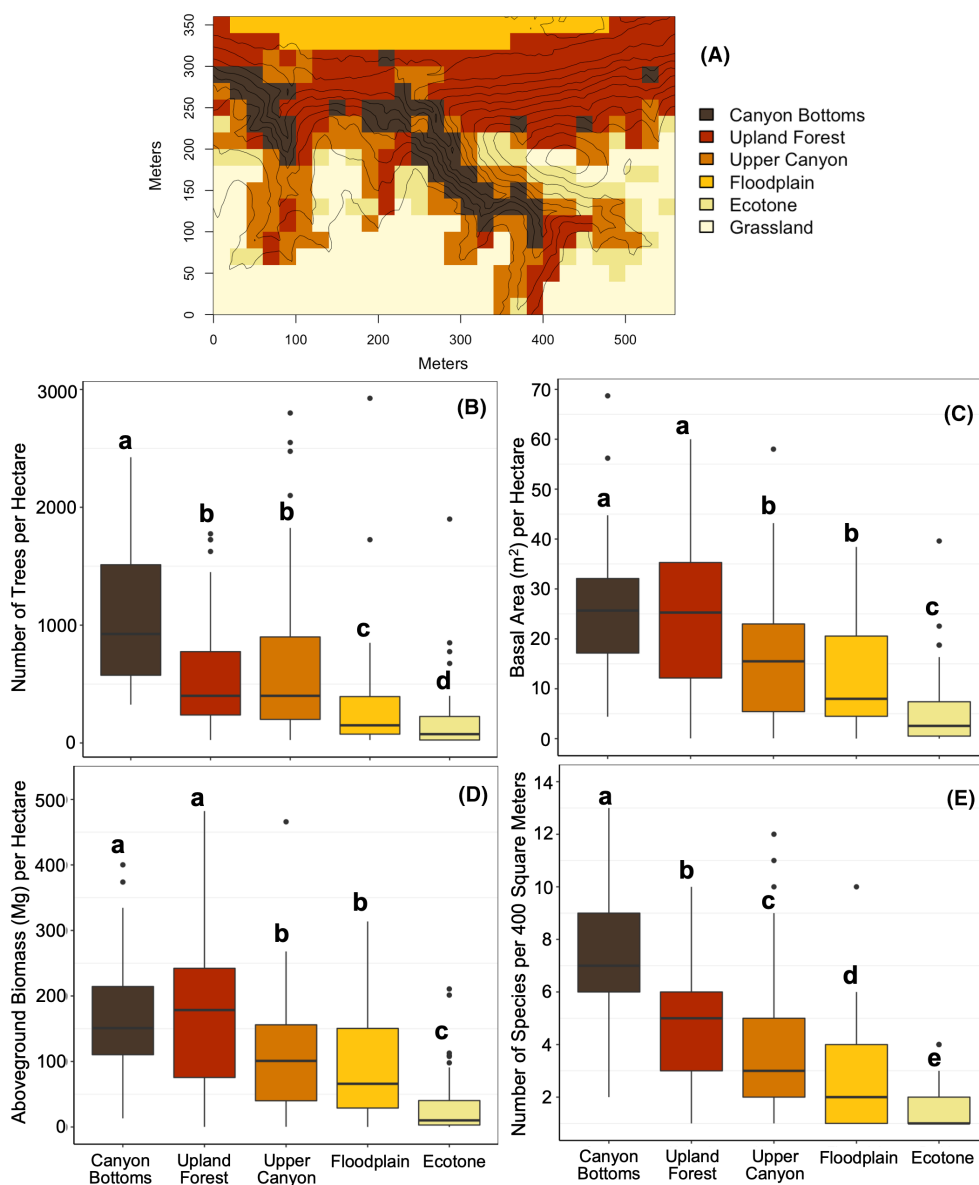 (A)
350
300
250
200
150
100
50
0
Meters
0 100 200 300 400 500
Meters
Canyon Bottoms
Upland Forest
Upper Canyon
Floodplain
Ecotone
Grassland
(B)
Number of Trees per Hectare
3000
2000
1000
0
a
b
b
c
d
(C)
Basal Area (m²) per Hectare
70
60
50
40
30
20
10
0
a
a
b
b
c
(D)
Aboveground Biomass (Mg) per Hectare
500
400
300
200
100
0
a
a
b
b
c
Canyon Upland Upper Floodplain Ecotone
Bottoms Forest Canyon
(E)
Number of Species per 400 Square Meters
14
12
10
8
6
4
2
a
b
c
d
e
Canyon Upland Upper Floodplain Ecotone
Bottoms Forest Canyon